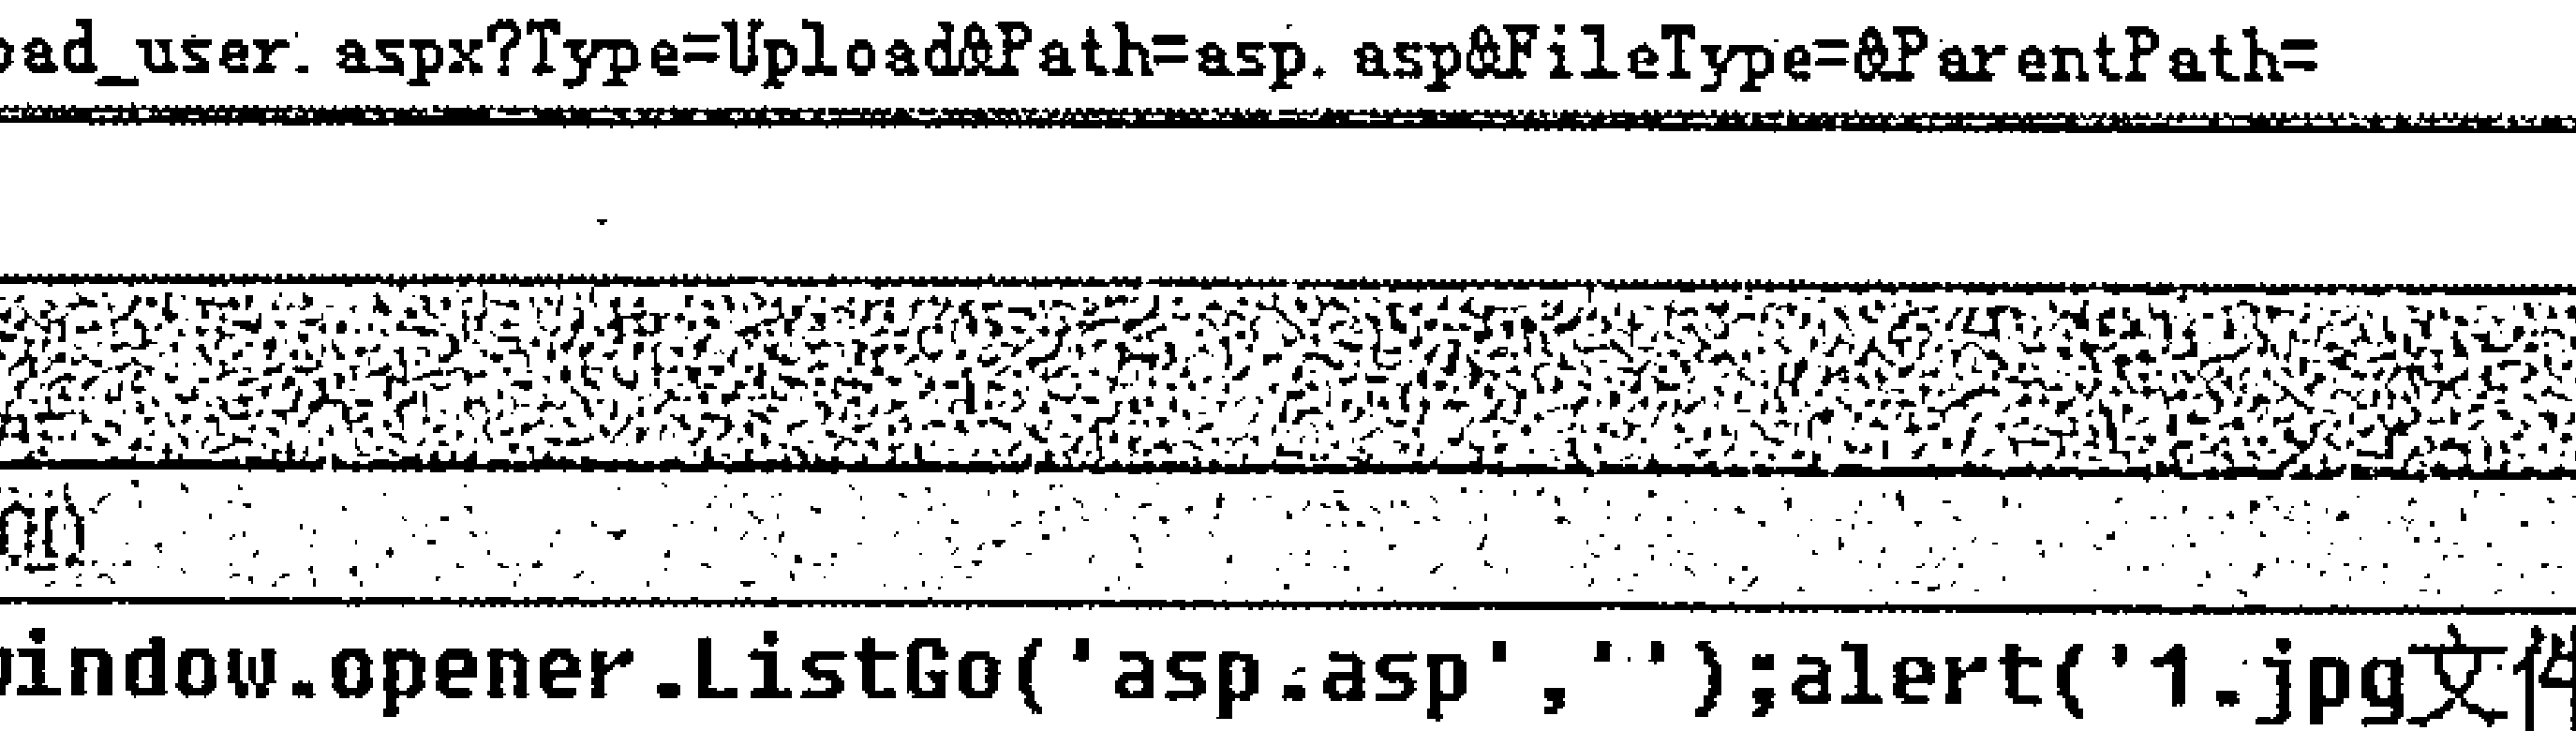 oad_user.aspx?Type=Upload&Path=asp.asp&FileType=&ParentPath=
window.opener.ListGo('asp.asp','');alert('1.jpg文件